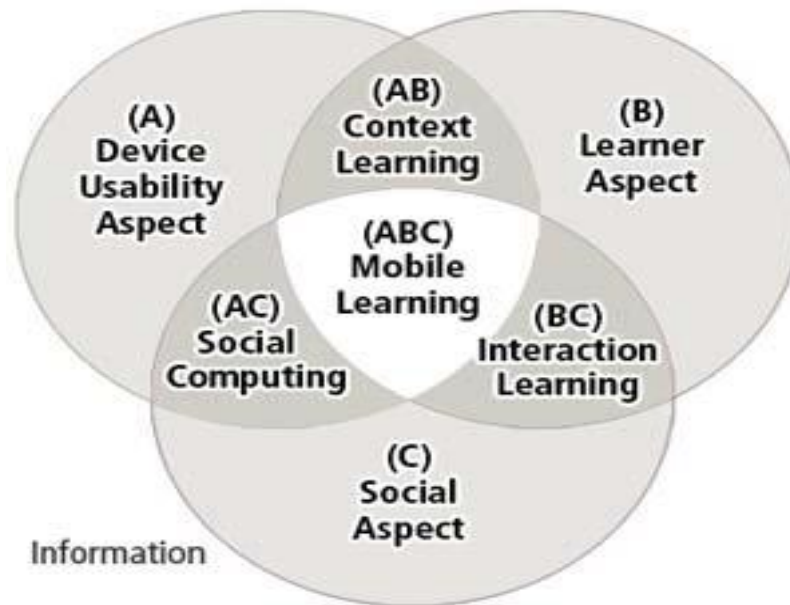 (A)
Device
Usability
Aspect
(AB)
Context
Learning
(B)
Learner
Aspect
(ABC)
Mobile
Learning
(AC)
Social
Computing
(BC)
Interaction
Learning
(C)
Social
Aspect
Information